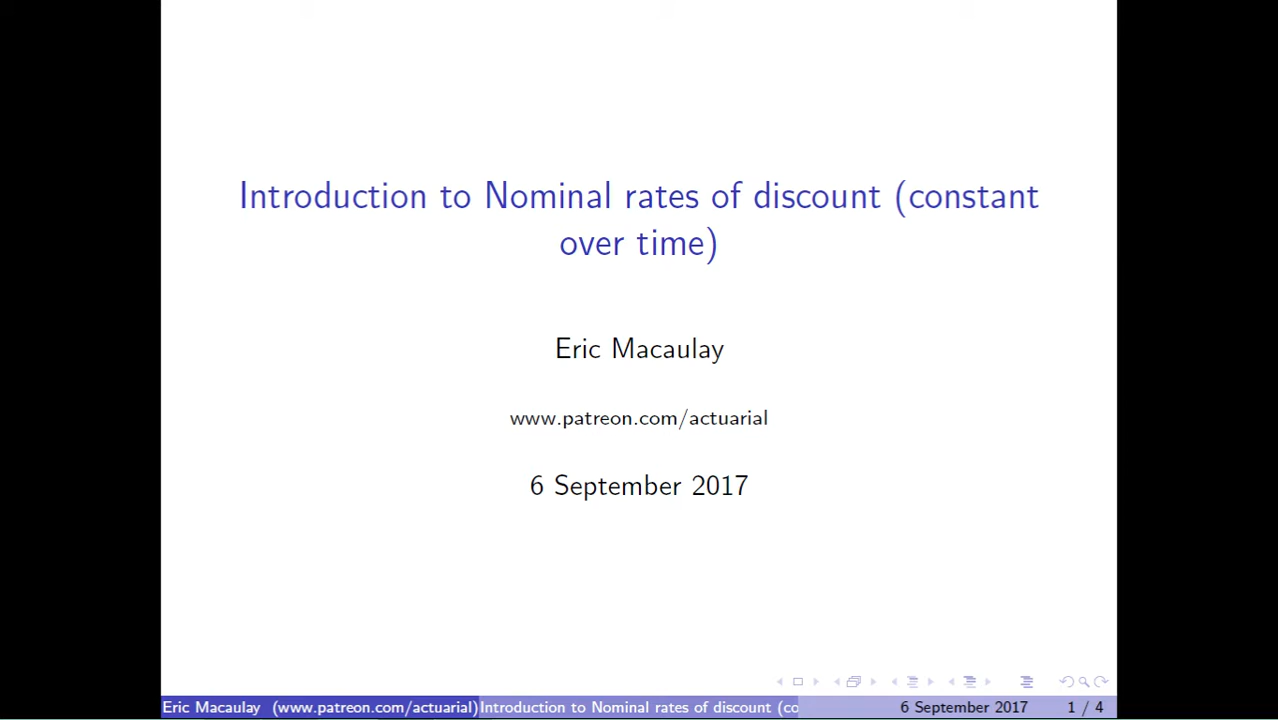 Introduction to Nominal rates of discount (constant
over time)
Eric Macaulay
www.patreon.com/actuarial
6 September 2017
Eric Macaulay (www.patreon.com/actuarial) Introduction to Nominal rates of discount (co 6 September 2017 1 / 4